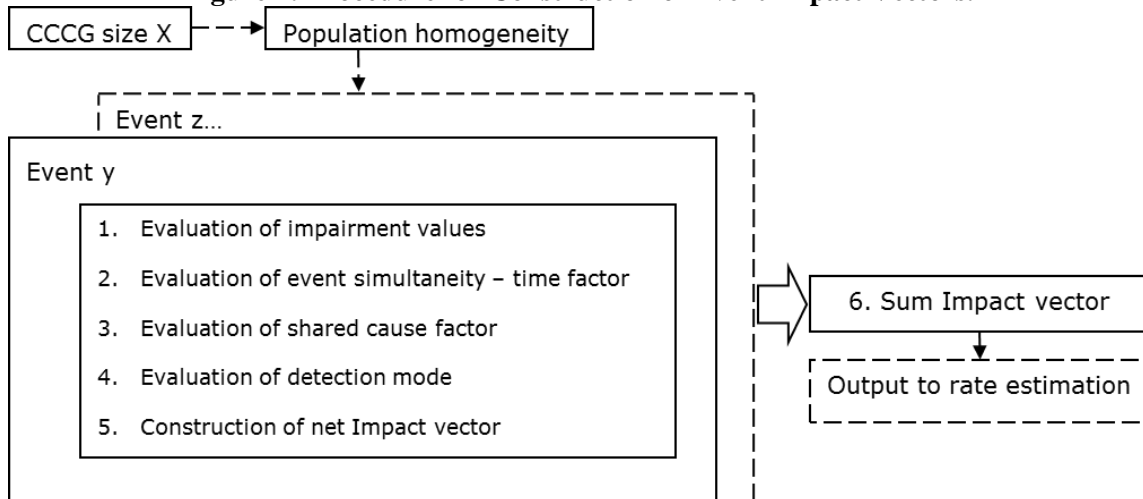 CCCG size X
Population homogeneity
Event z...
Event y
1. Evaluation of impairment values
2. Evaluation of event simultaneity – time factor
3. Evaluation of shared cause factor
4. Evaluation of detection mode
5. Construction of net Impact vector
6. Sum Impact vector
Output to rate estimation